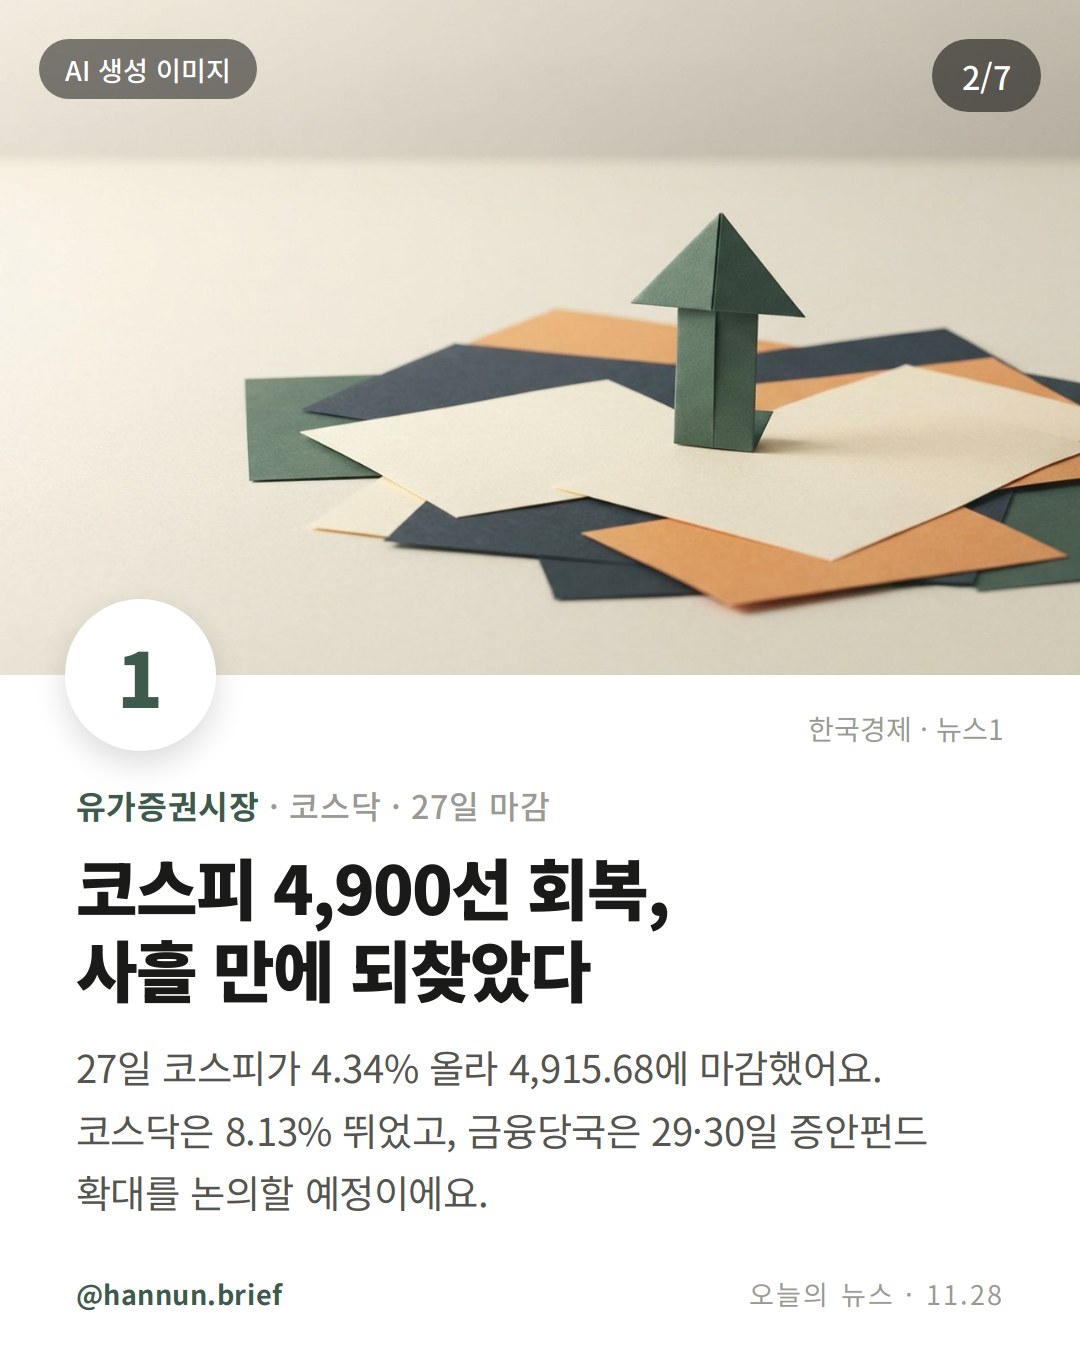 AI 생성 이미지
2/7
1
한국경제 · 뉴스1
유가증권시장 · 코스닥 · 27일 마감
코스피 4,900선 회복,
사흘 만에 되찾았다
27일 코스피가 4.34% 올라 4,915.68에 마감했어요.
코스닥은 8.13% 뛰었고, 금융당국은 29·30일 증안펀드
확대를 논의할 예정이에요.
@hannun.brief
오늘의 뉴스 · 11.28